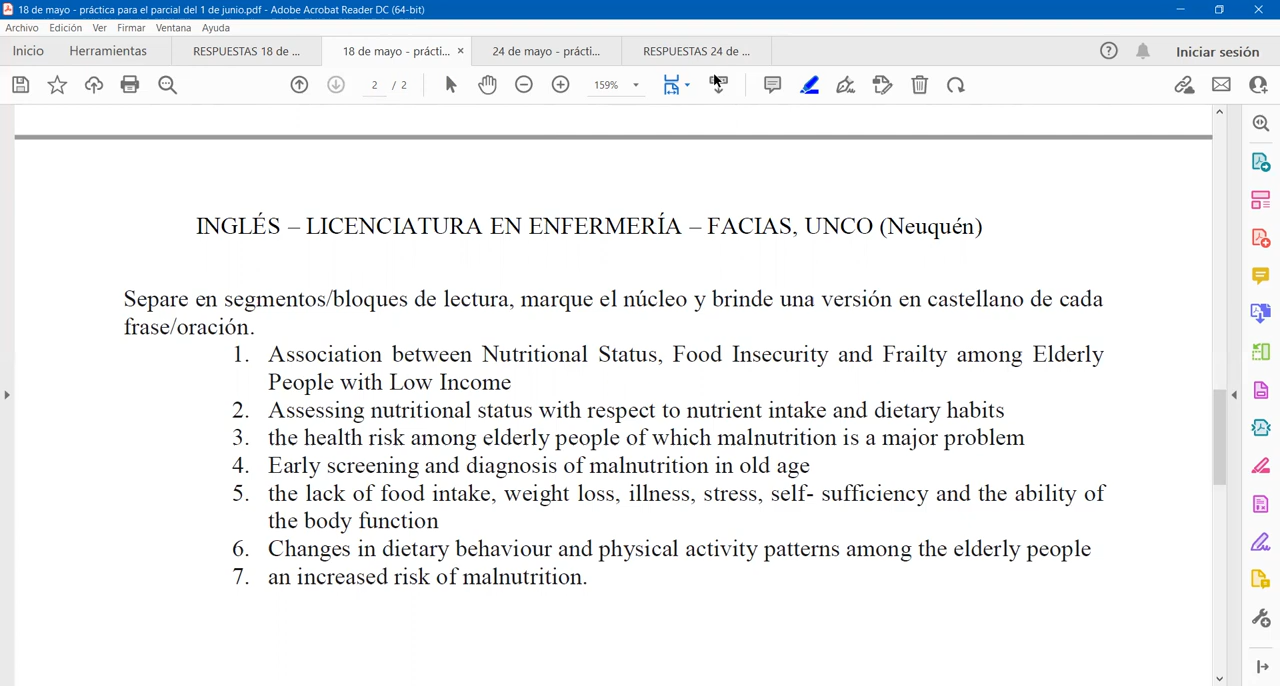 18 de mayo - práctica para el parcial del 1 de junio.pdf - Adobe Acrobat Reader DC (64-bit)
Archivo Edición Ver Firmar Ventana Ayuda
Inicio Herramientas RESPUESTAS 18 de ... 18 de mayo - prácti... × 24 de mayo - prácti... RESPUESTAS 24 de ... Iniciar sesión
2 / 2 159%
INGLÉS – LICENCIATURA EN ENFERMERÍA – FACIAS, UNCO (Neuquén)
Separe en segmentos/bloques de lectura, marque el núcleo y brinde una versión en castellano de cada
frase/oración.
1. Association between Nutritional Status, Food Insecurity and Frailty among Elderly
People with Low Income
2. Assessing nutritional status with respect to nutrient intake and dietary habits
3. the health risk among elderly people of which malnutrition is a major problem
4. Early screening and diagnosis of malnutrition in old age
5. the lack of food intake, weight loss, illness, stress, self- sufficiency and the ability of
the body function
6. Changes in dietary behaviour and physical activity patterns among the elderly people
7. an increased risk of malnutrition.